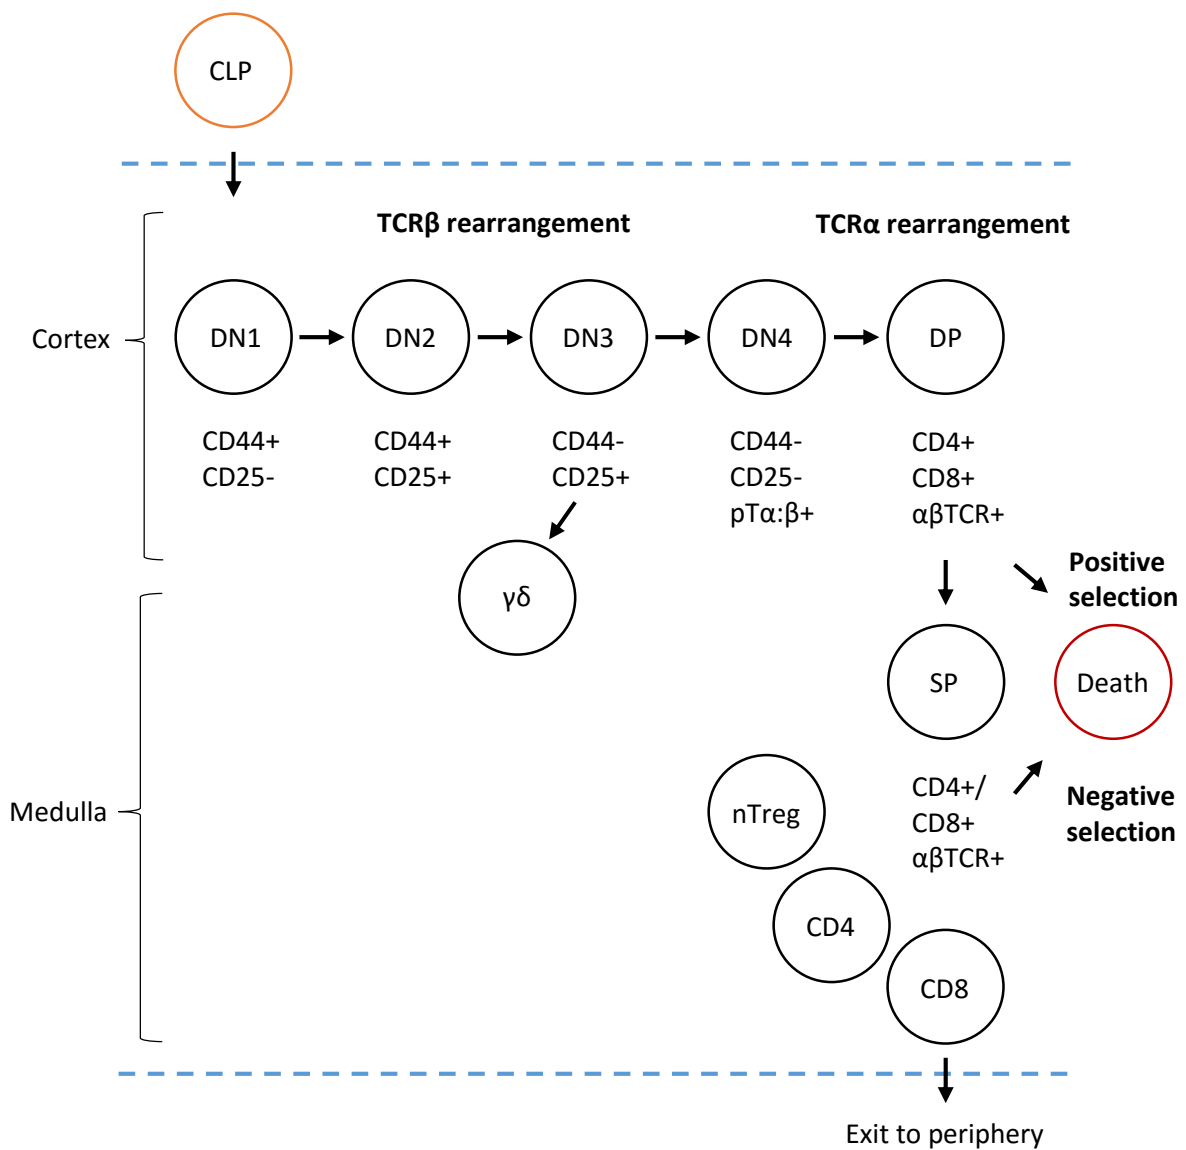 CLP
TCRβ rearrangement
TCRα rearrangement
Cortex
DN1
DN2
DN3
DN4
DP
CD44+
CD25-
CD44+
CD25+
CD44-
CD25+
CD44-
CD25-
pTα:β+
CD4+
CD8+
αβTCR+
γδ
Positive
selection
SP
Death
Medulla
nTreg
CD4+/
CD8+
αβTCR+
Negative
selection
CD4
CD8
Exit to periphery